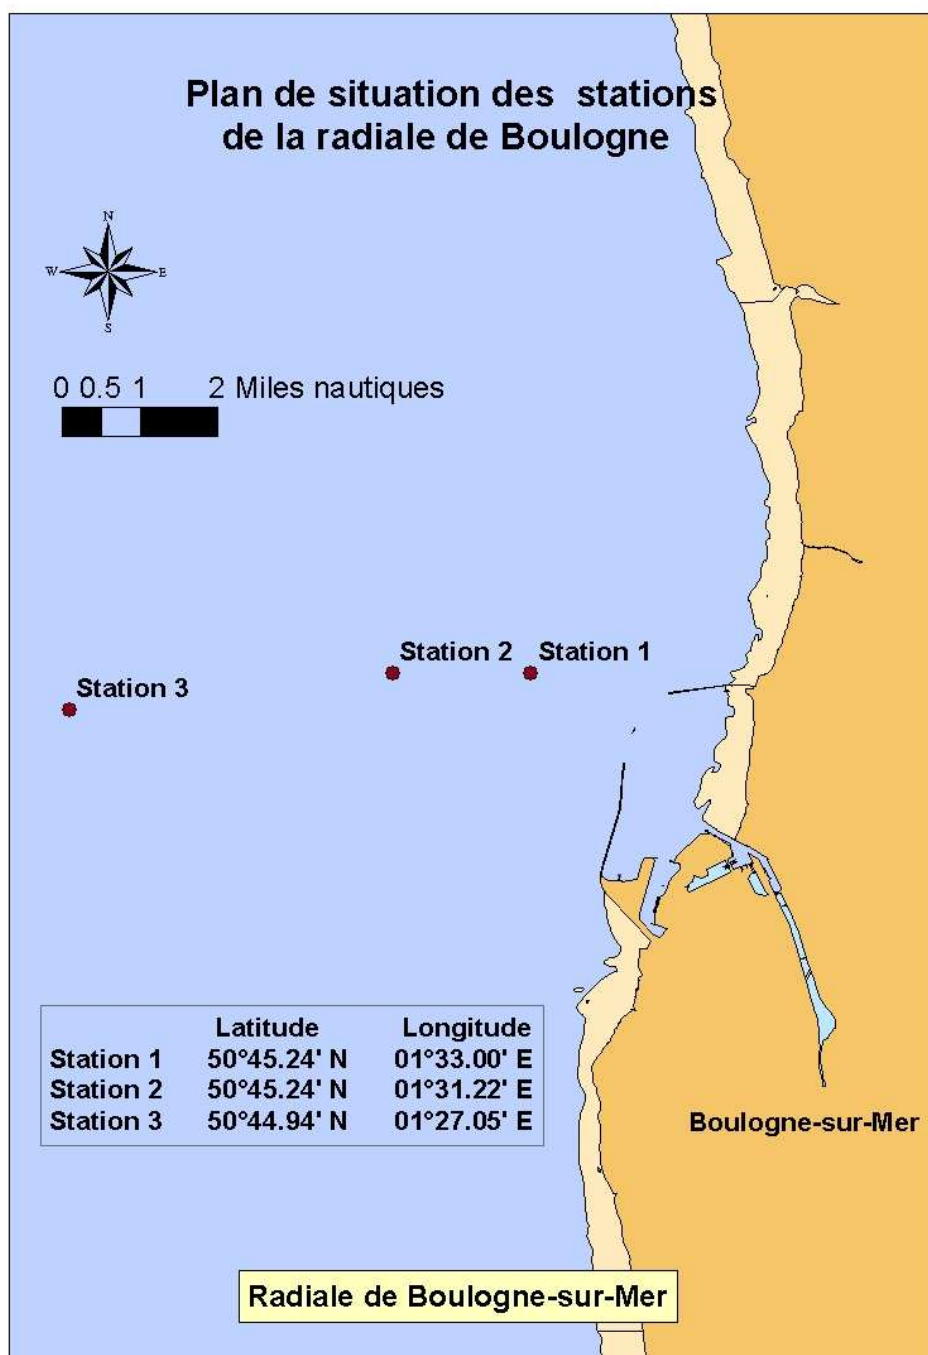 Plan de situation des stations
de la radiale de Boulogne
N
W E
S
0 0.5 1 2 Miles nautiques
Station 2 Station 1
Station 3
Latitude Longitude
Station 1 50°45.24' N 01°33.00' E
Station 2 50°45.24' N 01°31.22' E
Station 3 50°44.94' N 01°27.05' E
Boulogne-sur-Mer
Radiale de Boulogne-sur-Mer